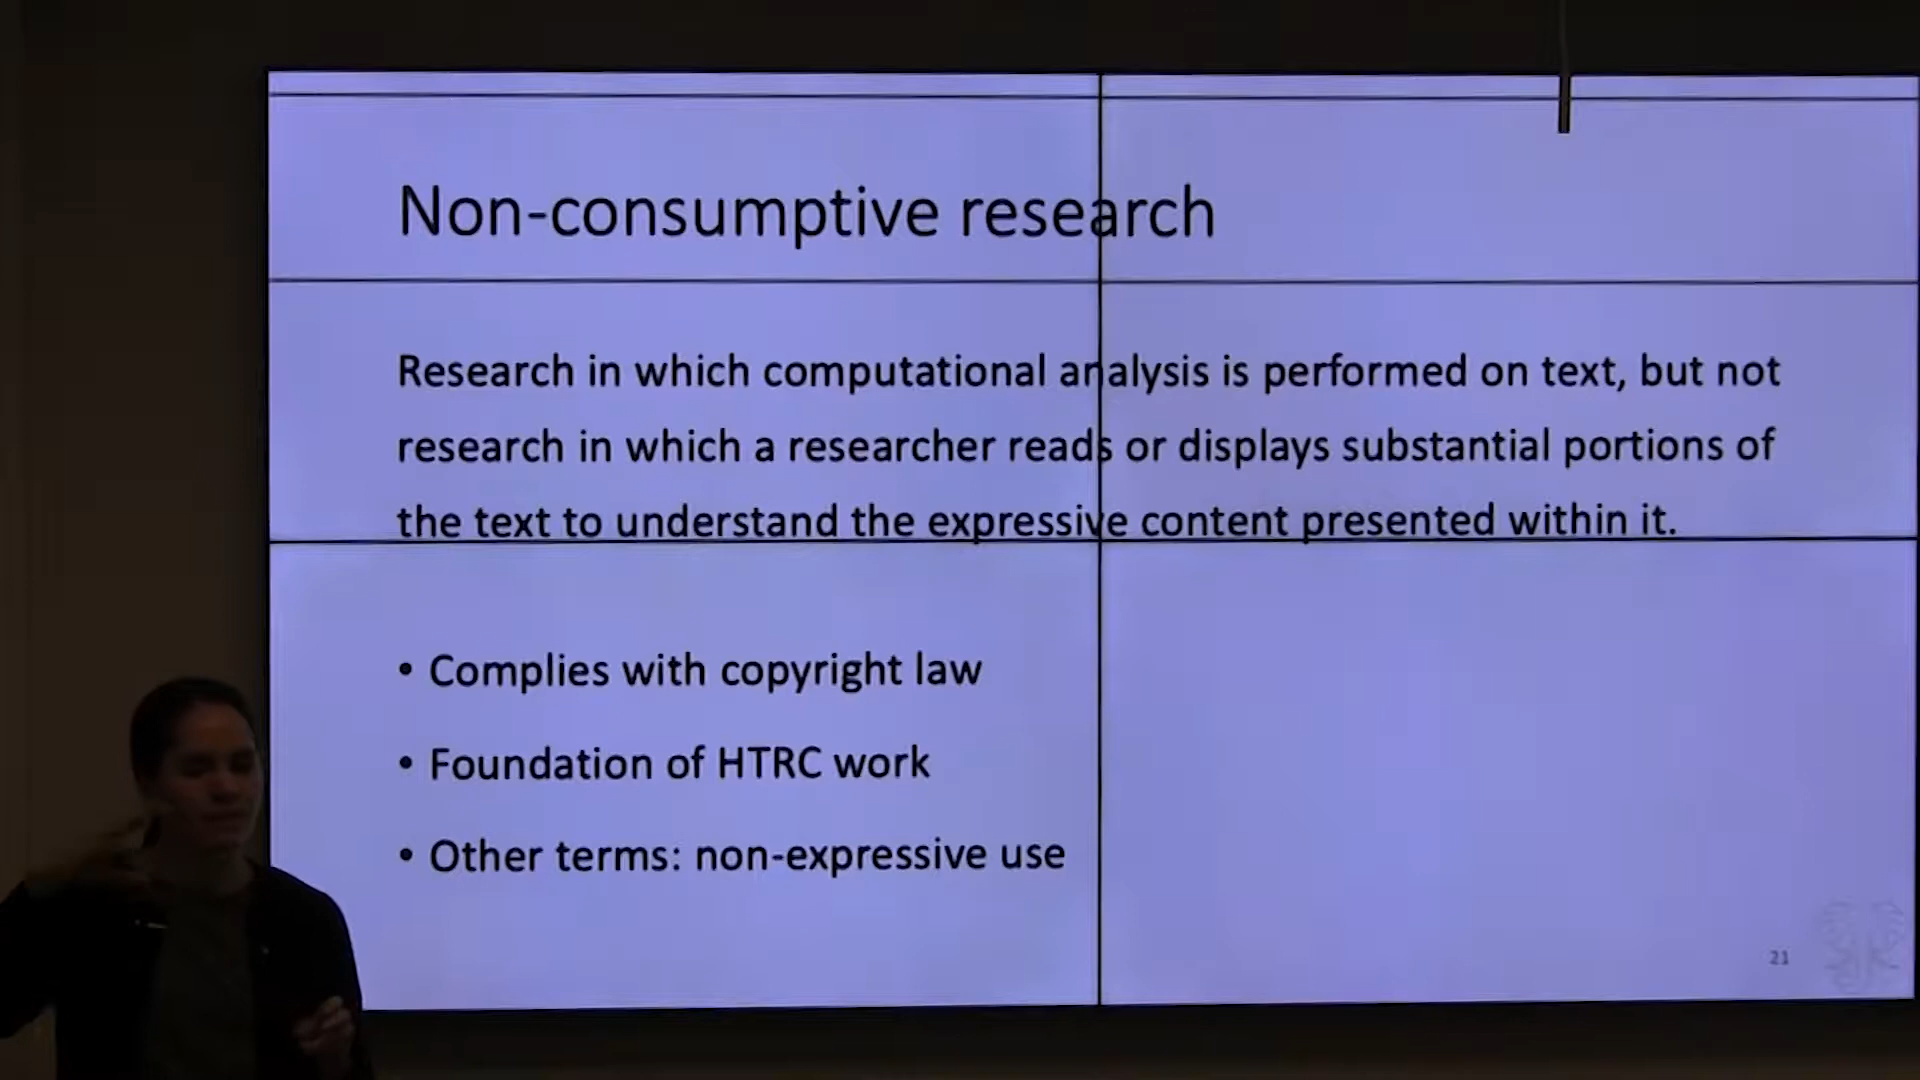 Non-consumptive research
Research in which computational analysis is performed on text, but not
research in which a researcher reads or displays substantial portions of
the text to understand the expressive content presented within it.
• Complies with copyright law
• Foundation of HTRC work
• Other terms: non-expressive use
21